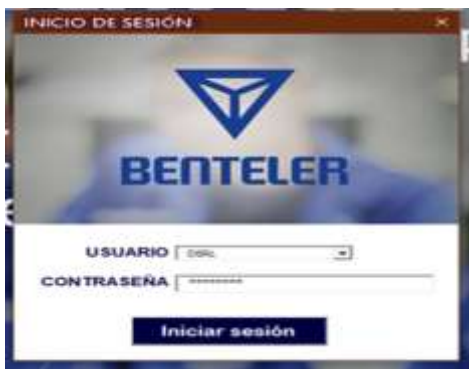 INICIO DE SESIÓN
BENTELER
USUARIO
CONTRASEÑA ********
Iniciar sesión